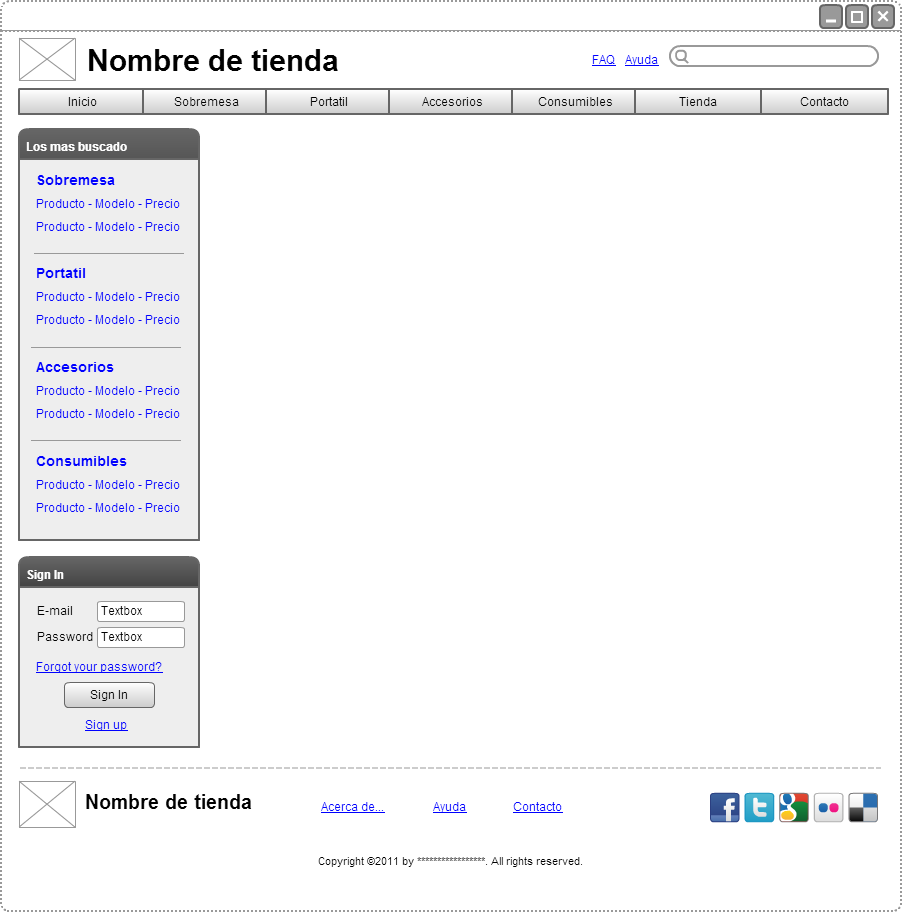 Nombre de tienda
FAQ Ayuda
Inicio Sobremesa Portatil Accesorios Consumibles Tienda Contacto
Los mas buscado
Sobremesa
Producto - Modelo - Precio
Producto - Modelo - Precio
Portatil
Producto - Modelo - Precio
Producto - Modelo - Precio
Accesorios
Producto - Modelo - Precio
Producto - Modelo - Precio
Consumibles
Producto - Modelo - Precio
Producto - Modelo - Precio
Sign In
E-mail Textbox
Password Textbox
Forgot your password?
Sign In
Sign up
Nombre de tienda
Acerca de... Ayuda Contacto
Copyright ©2011 by *****************. All rights reserved.